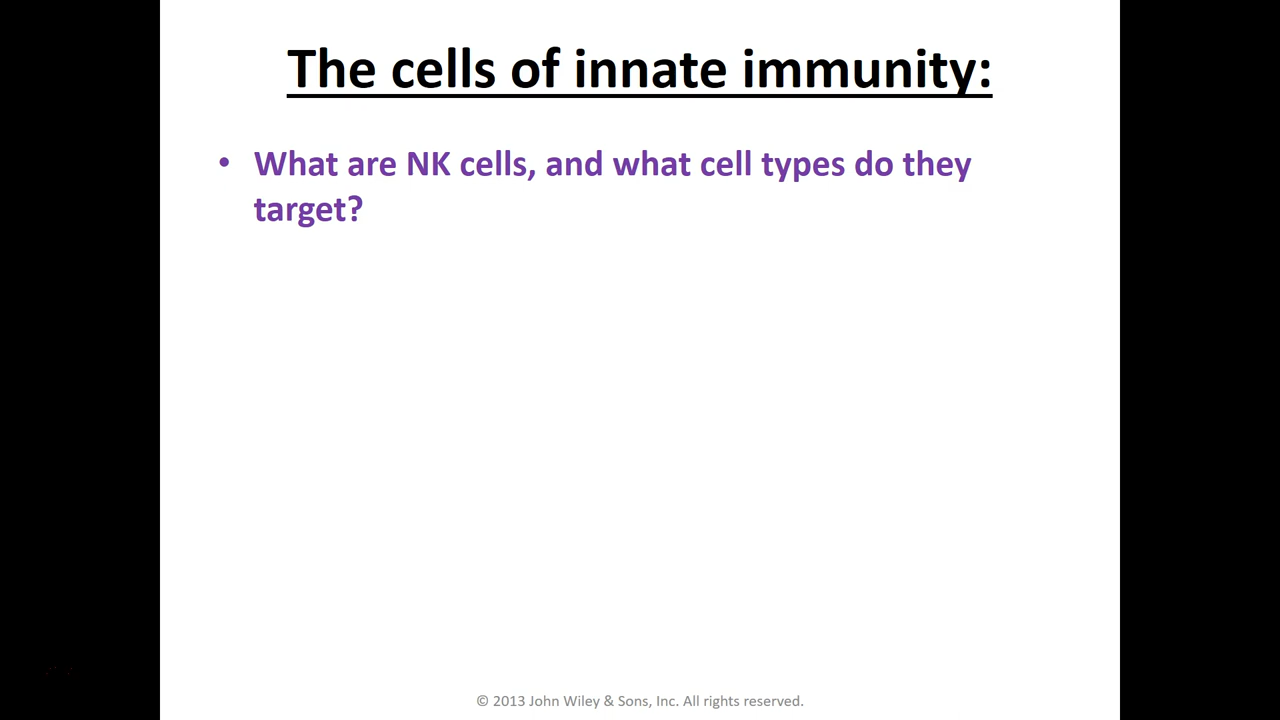 The cells of innate immunity:
• What are NK cells, and what cell types do they
target?
© 2013 John Wiley & Sons, Inc. All rights reserved.